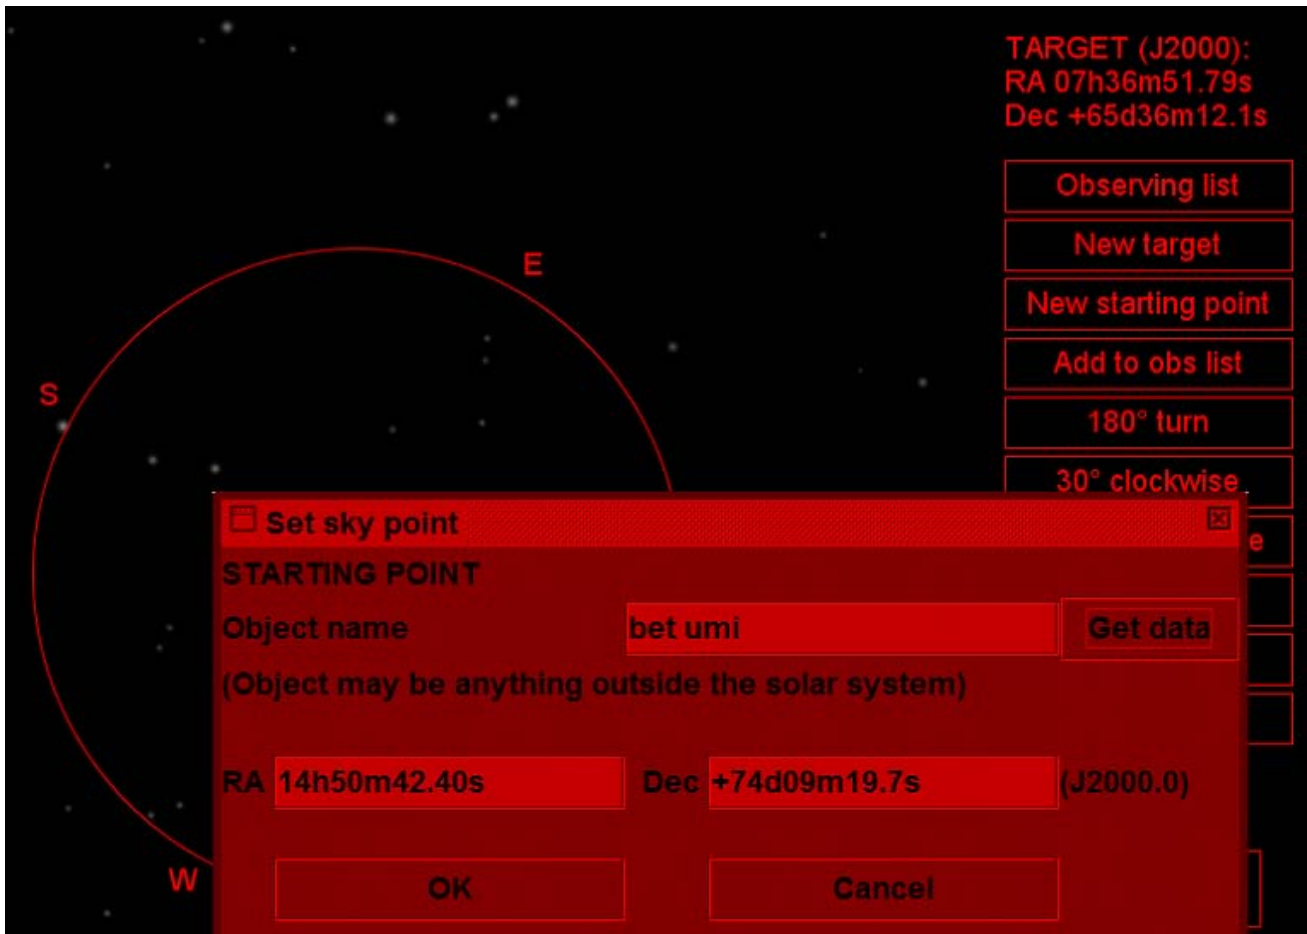 TARGET (J2000):
RA 07h36m51.79s
Dec +65d36m12.1s
Observing list
New target
New starting point
Add to obs list
180° turn
30° clockwise
e
E
S
W
Set sky point
STARTING POINT
Object name bet umi Get data
(Object may be anything outside the solar system)
RA 14h50m42.40s Dec +74d09m19.7s (J2000.0)
OK Cancel